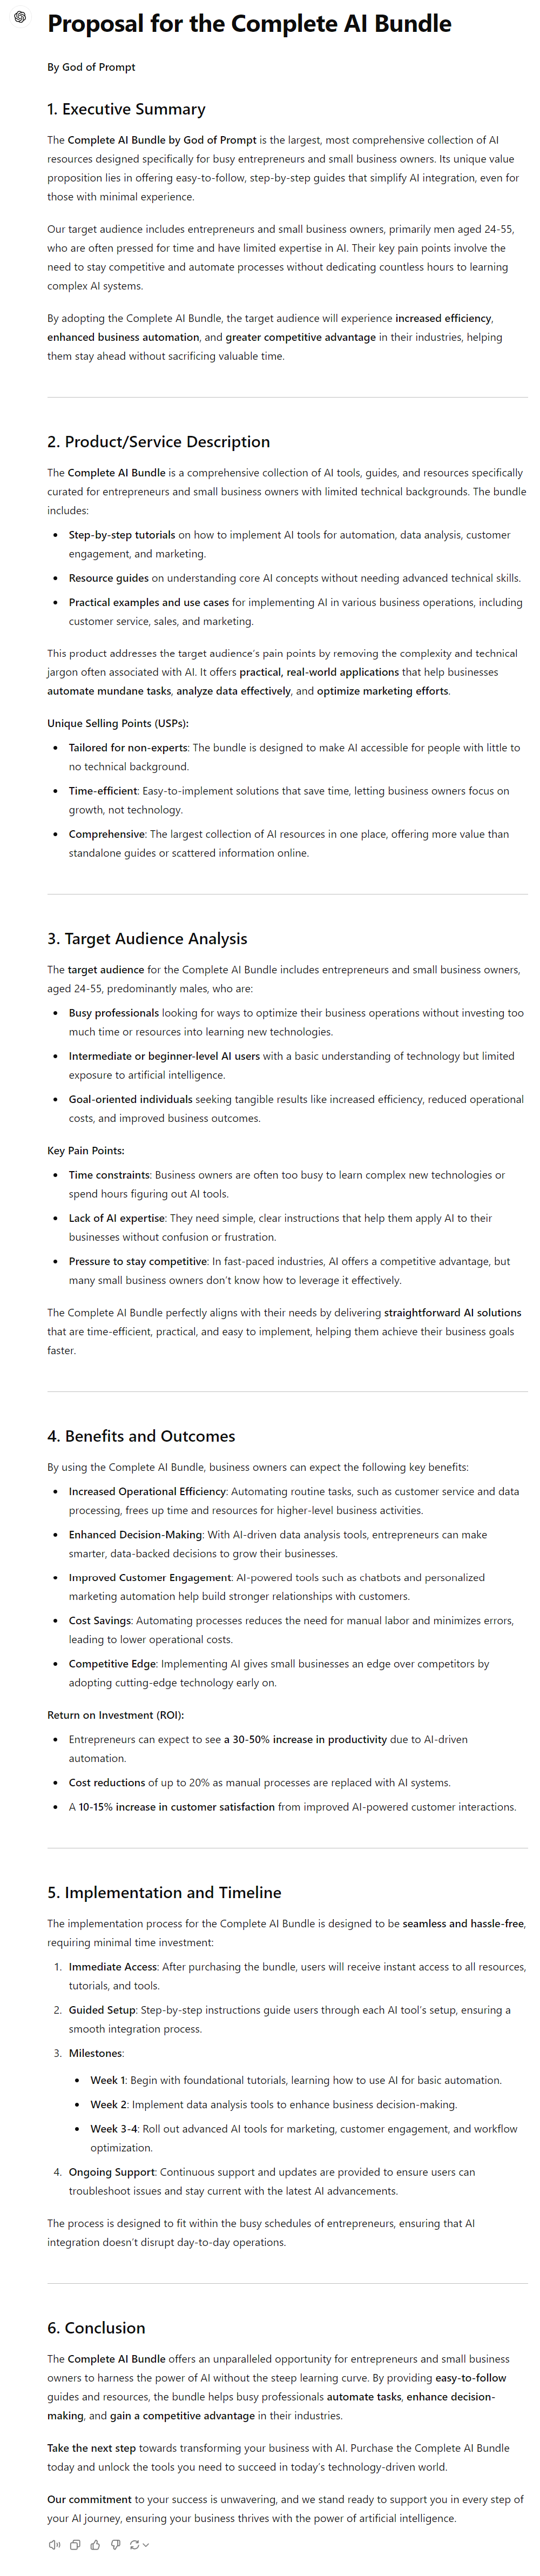 Proposal for the Complete AI Bundle
By God of Prompt
1. Executive Summary
The Complete AI Bundle by God of Prompt is the largest, most comprehensive collection of AI
resources designed specifically for busy entrepreneurs and small business owners. Its unique value
proposition lies in offering easy-to-follow, step-by-step guides that simplify AI integration, even for
those with minimal experience.
Our target audience includes entrepreneurs and small business owners, primarily men aged 24-55,
who are often pressed for time and have limited expertise in AI. Their key pain points involve the
need to stay competitive and automate processes without dedicating countless hours to learning
complex AI systems.
By adopting the Complete AI Bundle, the target audience will experience increased efficiency,
enhanced business automation, and greater competitive advantage in their industries, helping
them stay ahead without sacrificing valuable time.
2. Product/Service Description
The Complete AI Bundle is a comprehensive collection of AI tools, guides, and resources specifically
curated for entrepreneurs and small business owners with limited technical backgrounds. The bundle
includes:
• Step-by-step tutorials on how to implement AI tools for automation, data analysis, customer
engagement, and marketing.
• Resource guides on understanding core AI concepts without needing advanced technical skills.
• Practical examples and use cases for implementing AI in various business operations, including
customer service, sales, and marketing.
This product addresses the target audience's pain points by removing the complexity and technical
jargon often associated with AI. It offers practical, real-world applications that help businesses
automate mundane tasks, analyze data effectively, and optimize marketing efforts.
Unique Selling Points (USPs):
• Tailored for non-experts: The bundle is designed to make AI accessible for people with little to
no technical background.
• Time-efficient: Easy-to-implement solutions that save time, letting business owners focus on
growth, not technology.
• Comprehensive: The largest collection of AI resources in one place, offering more value than
standalone guides or scattered information online.
3. Target Audience Analysis
The target audience for the Complete AI Bundle includes entrepreneurs and small business owners,
aged 24-55, predominantly males, who are:
• Busy professionals looking for ways to optimize their business operations without investing too
much time or resources into learning new technologies.
• Intermediate or beginner-level AI users with a basic understanding of technology but limited
exposure to artificial intelligence.
• Goal-oriented individuals seeking tangible results like increased efficiency, reduced operational
costs, and improved business outcomes.
Key Pain Points:
• Time constraints: Business owners are often too busy to learn complex new technologies or
spend hours figuring out AI tools.
• Lack of AI expertise: They need simple, clear instructions that help them apply AI to their
businesses without confusion or frustration.
• Pressure to stay competitive: In fast-paced industries, AI offers a competitive advantage, but
many small business owners don't know how to leverage it effectively.
The Complete AI Bundle perfectly aligns with their needs by delivering straightforward AI solutions
that are time-efficient, practical, and easy to implement, helping them achieve their business goals
faster.
4. Benefits and Outcomes
By using the Complete AI Bundle, business owners can expect the following key benefits:
• Increased Operational Efficiency: Automating routine tasks, such as customer service and data
processing, frees up time and resources for higher-level business activities.
• Enhanced Decision-Making: With AI-driven data analysis tools, entrepreneurs can make
smarter, data-backed decisions to grow their businesses.
• Improved Customer Engagement: AI-powered tools such as chatbots and personalized
marketing automation help build stronger relationships with customers.
• Cost Savings: Automating processes reduces the need for manual labor and minimizes errors,
leading to lower operational costs.
• Competitive Edge: Implementing AI gives small businesses an edge over competitors by
adopting cutting-edge technology early on.
Return on Investment (ROI):
• Entrepreneurs can expect to see a 30-50% increase in productivity due to AI-driven
automation.
• Cost reductions of up to 20% as manual processes are replaced with AI systems.
• A 10-15% increase in customer satisfaction from improved AI-powered customer interactions.
5. Implementation and Timeline
The implementation process for the Complete AI Bundle is designed to be seamless and hassle-free,
requiring minimal time investment:
1. Immediate Access: After purchasing the bundle, users will receive instant access to all resources,
tutorials, and tools.
2. Guided Setup: Step-by-step instructions guide users through each AI tool's setup, ensuring a
smooth integration process.
3. Milestones:
• Week 1: Begin with foundational tutorials, learning how to use AI for basic automation.
• Week 2: Implement data analysis tools to enhance business decision-making.
• Week 3-4: Roll out advanced AI tools for marketing, customer engagement, and workflow
optimization.
4. Ongoing Support: Continuous support and updates are provided to ensure users can
troubleshoot issues and stay current with the latest AI advancements.
The process is designed to fit within the busy schedules of entrepreneurs, ensuring that AI
integration doesn't disrupt day-to-day operations.
6. Conclusion
The Complete AI Bundle offers an unparalleled opportunity for entrepreneurs and small business
owners to harness the power of AI without the steep learning curve. By providing easy-to-follow
guides and resources, the bundle helps busy professionals automate tasks, enhance decision-
making, and gain a competitive advantage in their industries.
Take the next step towards transforming your business with AI. Purchase the Complete AI Bundle
today and unlock the tools you need to succeed in today's technology-driven world.
Our commitment to your success is unwavering, and we stand ready to support you in every step of
your AI journey, ensuring your business thrives with the power of artificial intelligence.